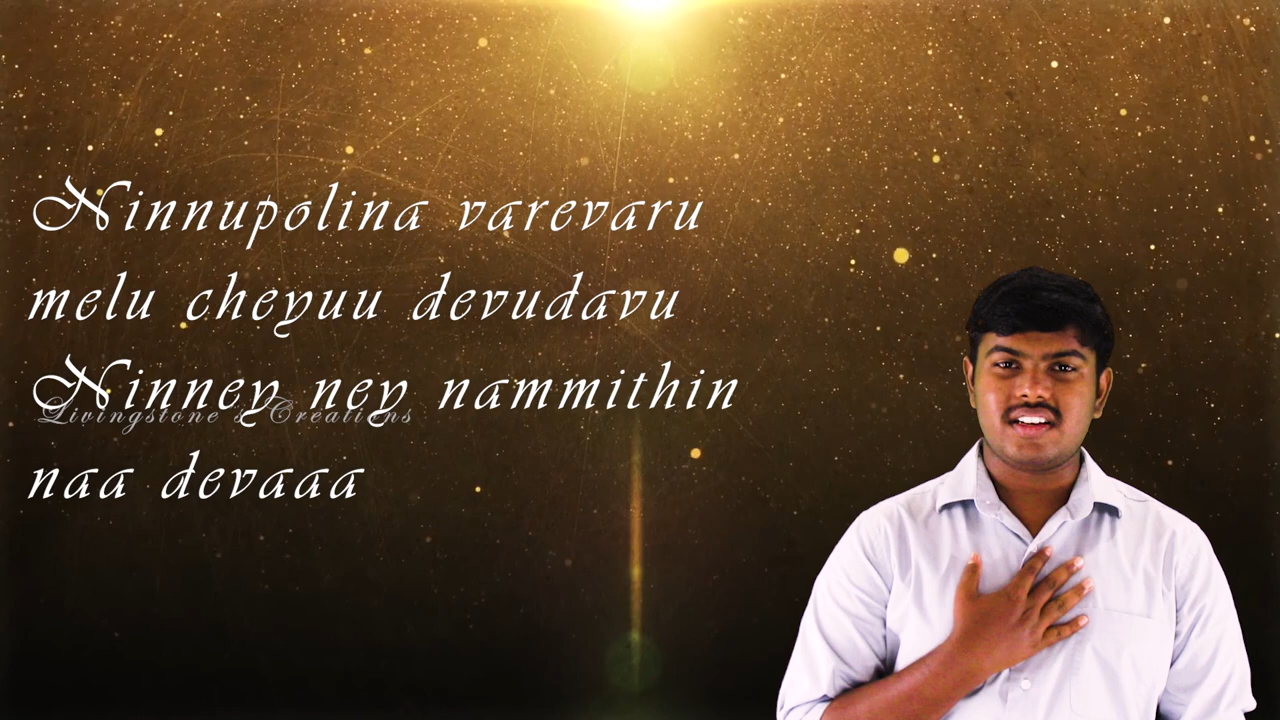 Ninnupolina varevaru
melu cheyuu devudavu
Ninney ney nammithin
Livingstone's Creations
naa devaaa